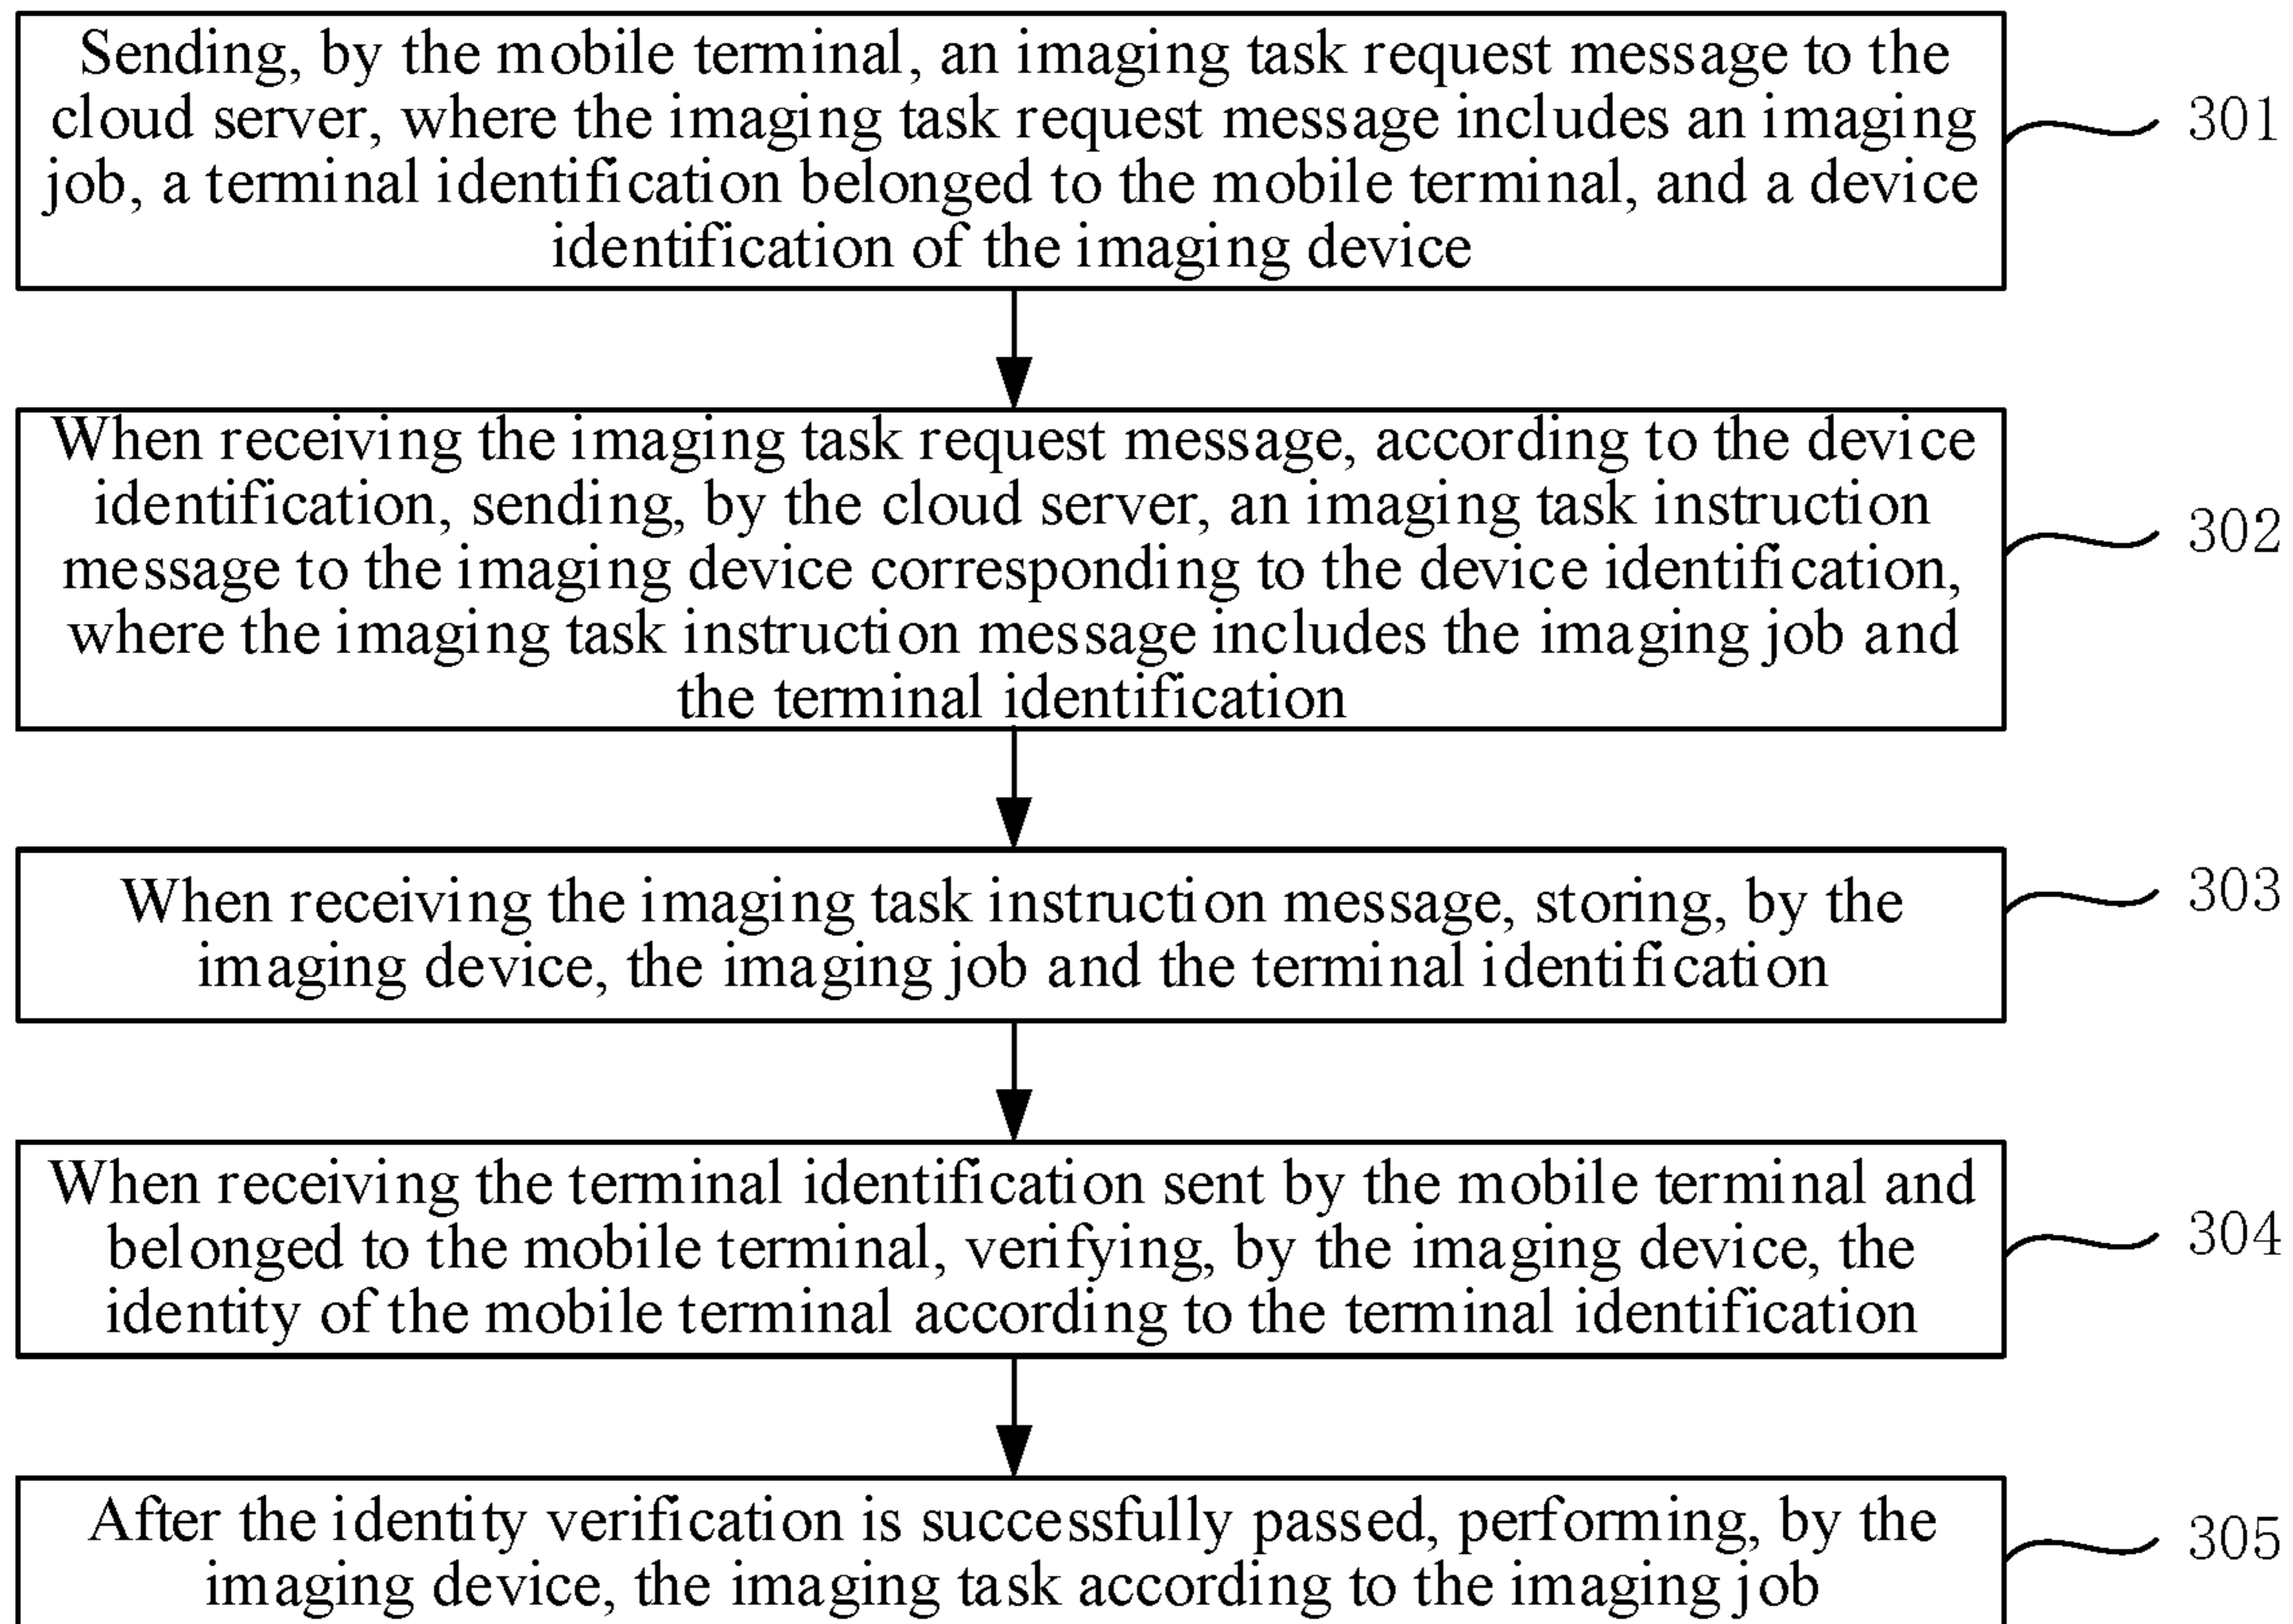 Sending, by the mobile terminal, an imaging task request message to the
cloud server, where the imaging task request message includes an imaging
job, a terminal identification belonged to the mobile terminal, and a device
identification of the imaging device
301
When receiving the imaging task request message, according to the device
identification, sending, by the cloud server, an imaging task instruction
message to the imaging device corresponding to the device identification,
where the imaging task instruction message includes the imaging job and
the terminal identification
302
When receiving the imaging task instruction message, storing, by the
imaging device, the imaging job and the terminal identification
303
When receiving the terminal identification sent by the mobile terminal and
belonged to the mobile terminal, verifying, by the imaging device, the
identity of the mobile terminal according to the terminal identification
304
After the identity verification is successfully passed, performing, by the
imaging device, the imaging task according to the imaging job
305